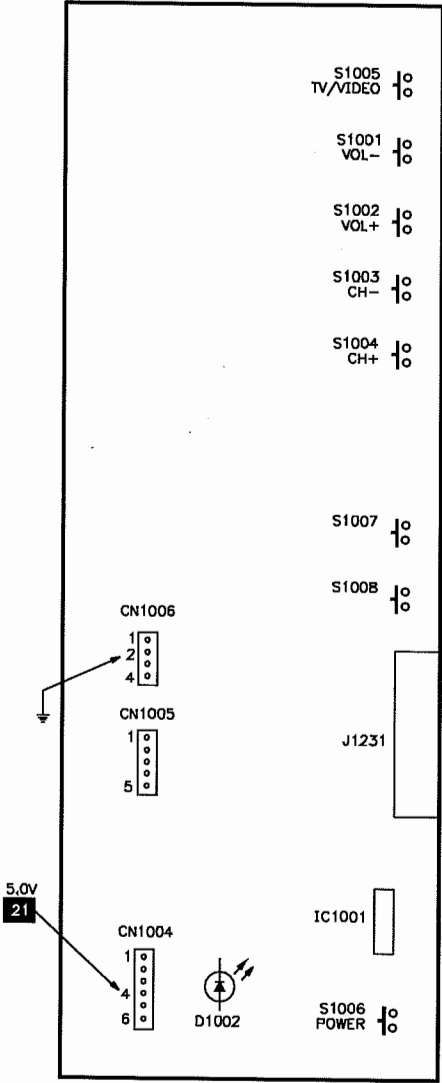 S1005
TV/VIDEO
S1001
VOL-
S1002
VOL+
S1003
CH-
S1004
CH+
S1007
S1008
CN1006
1
2
4
CN1005
1
5
J1231
5.0V
21
IC1001
CN1004
1
4
6
D1002
S1006
POWER